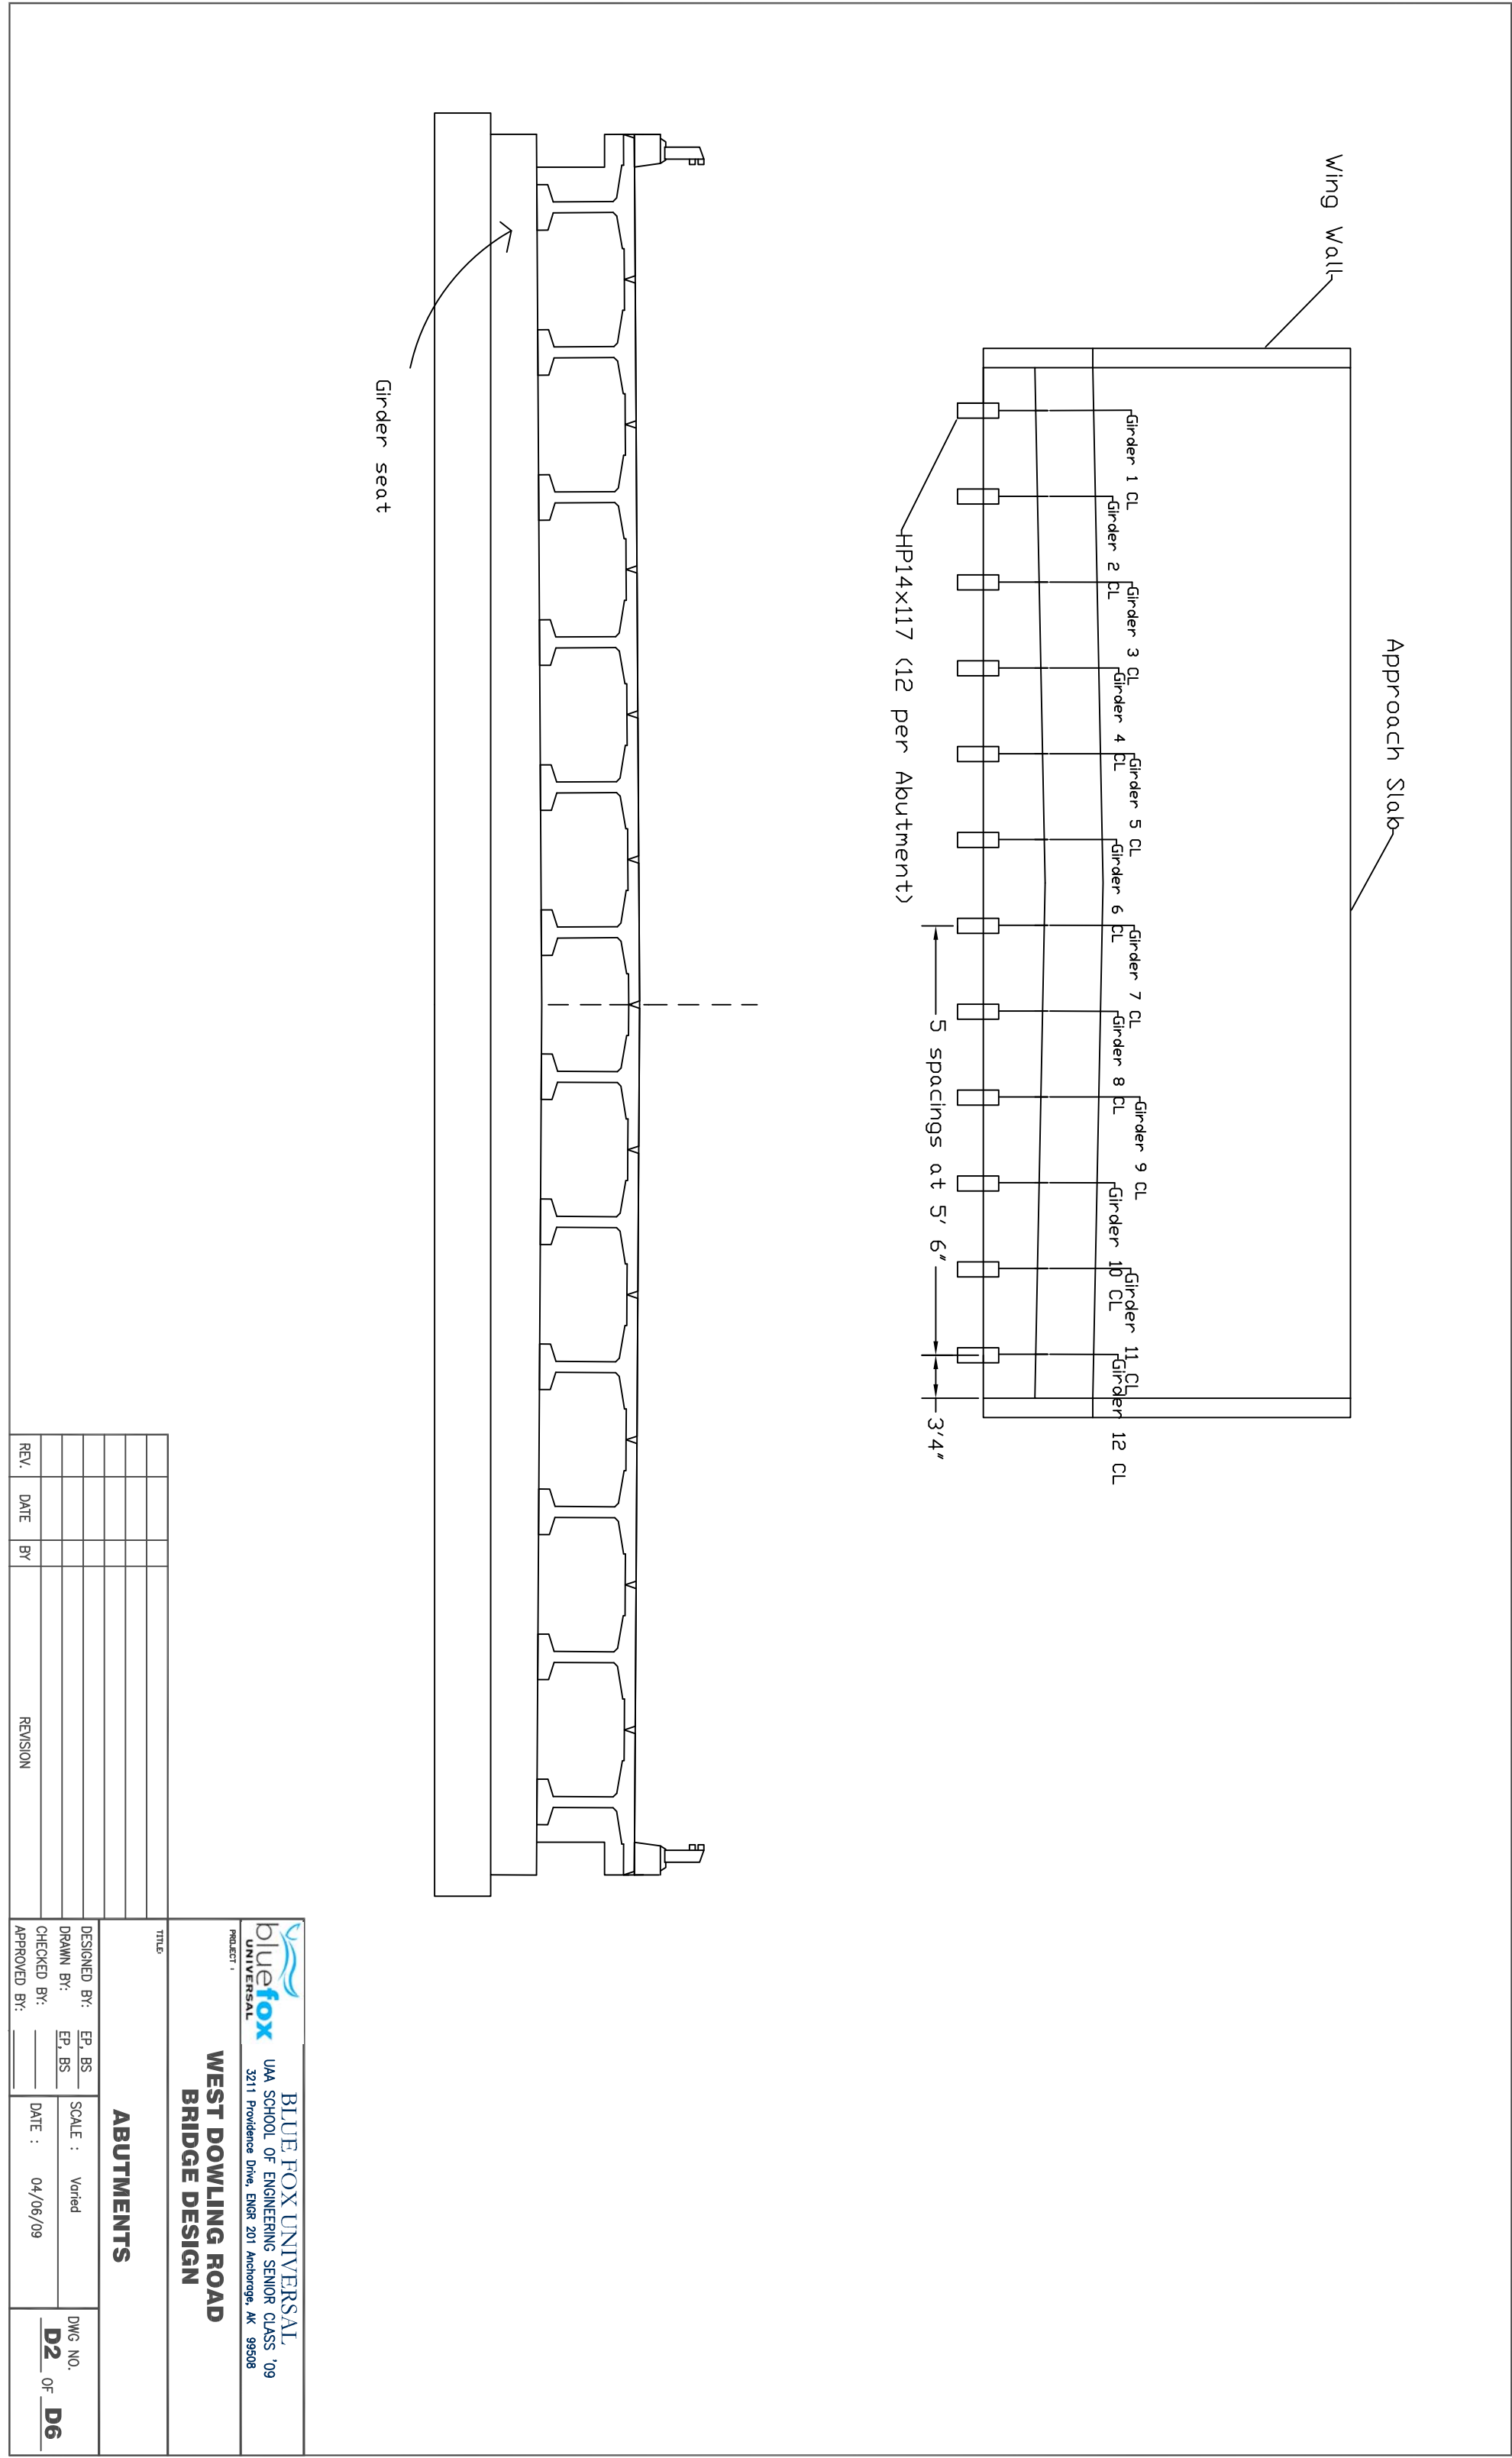 Wing Wall
Approach Slab
Girder 1 CL
Girder 2 CL
Girder 3 CL
Girder 4 CL
Girder 5 CL
Girder 6 CL
Girder 7 CL
Girder 8 CL
Girder 9 CL
Girder 10 CL
Girder 11 CL
Girder 12 CL
HP14x117 (12 per Abutment)
5 spacings at 5' 6"
3'4"
Girder seat
bluefox
UNIVERSAL
BLUE FOX UNIVERSAL
UAA SCHOOL OF ENGINEERING SENIOR CLASS '09
3211 Providence Drive, ENGR 201 Anchorage, AK 99508
PROJECT :
WEST DOWLING ROAD
BRIDGE DESIGN
TITLE:
ABUTMENTS
DESIGNED BY: EP, BS
DRAWN BY: EP, BS
CHECKED BY:
APPROVED BY:
SCALE : Varied
DATE : 04/06/09
DWG NO.
D2 OF D6
REV. DATE BY REVISION